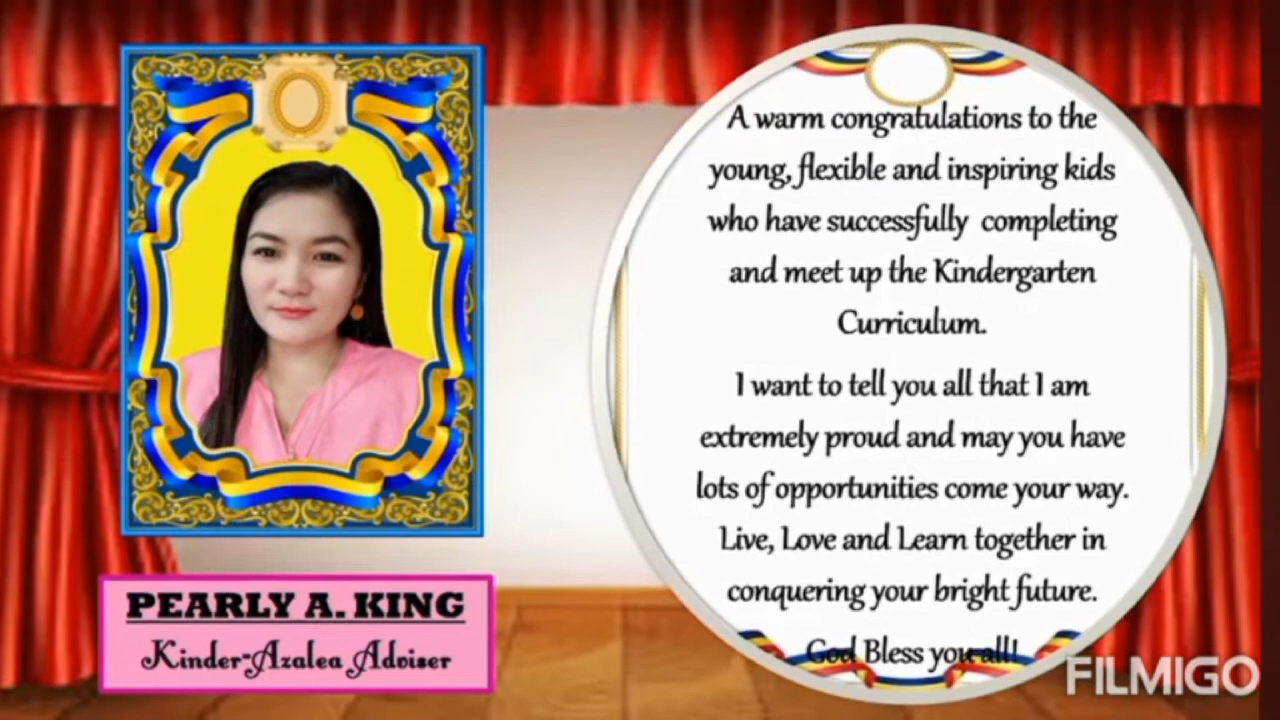 PEARLY A. KING
Kinder-Azalea Adviser
A warm congratulations to the
young, flexible and inspiring kids
who have successfully completing
and meet up the Kindergarten
Curriculum.
I want to tell you all that I am
extremely proud and may you have
lots of opportunities come your way.
Live, Love and Learn together in
conquering your bright future.
God Bless you all!
FILMIGO